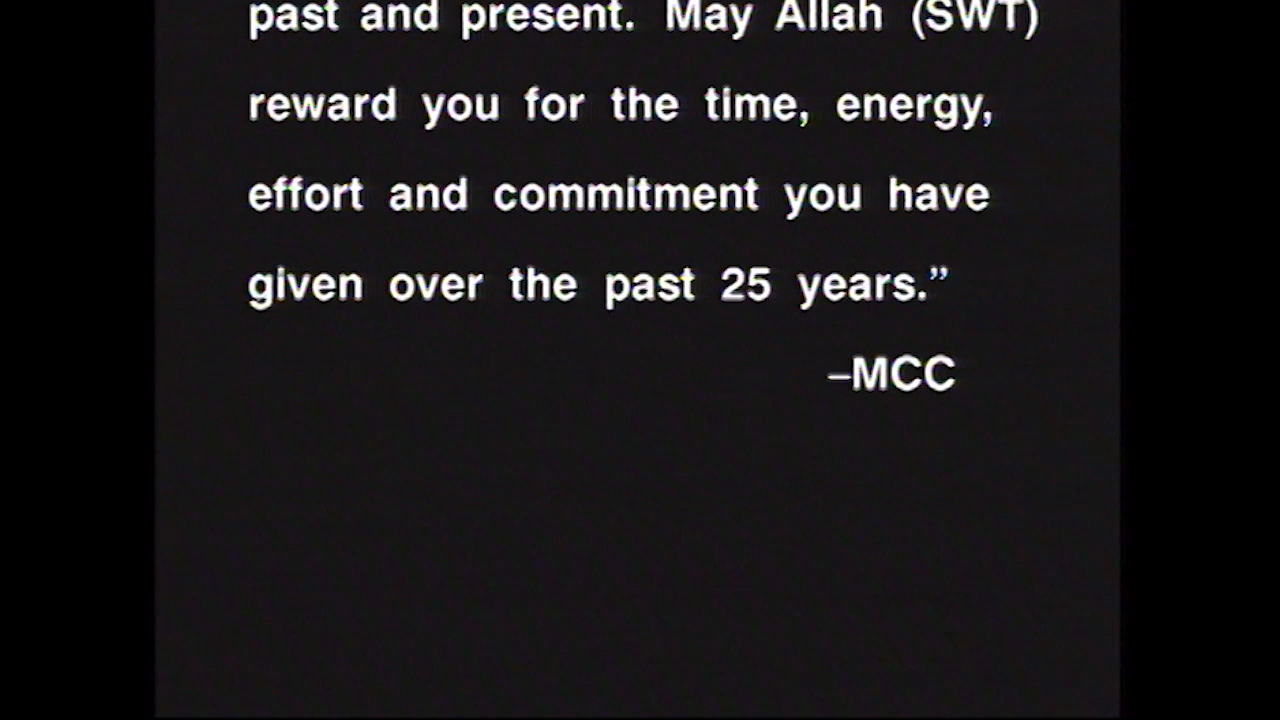 past and present. May Allah (SWT)
reward you for the time, energy,
effort and commitment you have
given over the past 25 years.”
–MCC